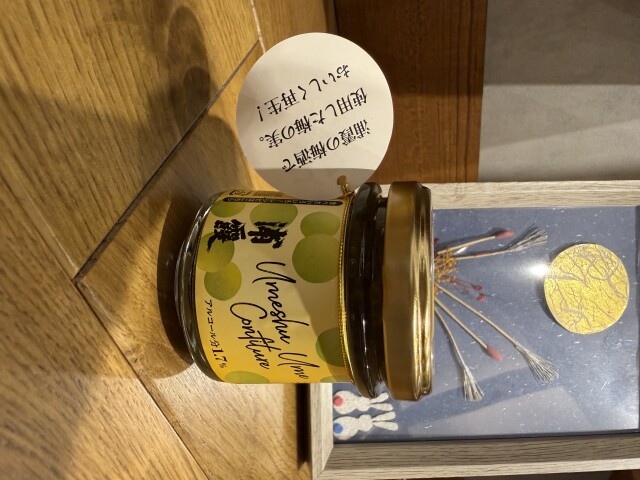 浦霞の梅酒で
使用した梅の実。
おいしく再生！
浦霞
Umeshu Ume
Confiture
アルコール分1.7%